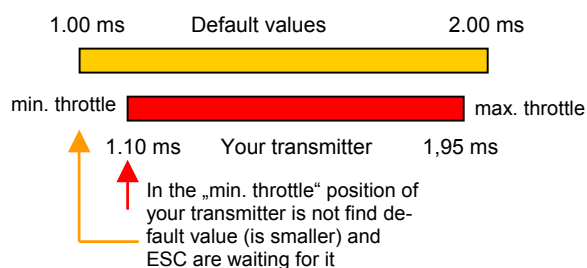 1.00 ms Default values 2.00 ms
min. throttle max. throttle
1.10 ms Your transmitter 1,95 ms
In the „min. throttle“ position of
your transmitter is not find de-
fault value (is smaller) and
ESC are waiting for it